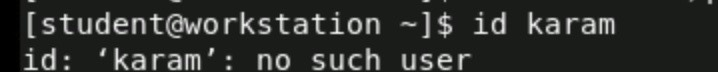 [student@workstation ~]$ id karam
id: ‘karam’: no such user